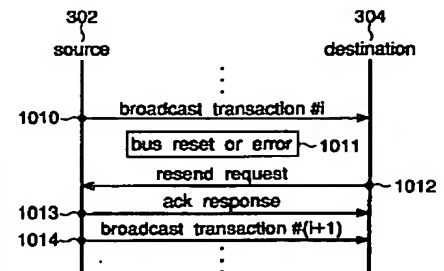 302 304
source destination
1010 broadcast transaction #i
bus reset or error 1011
resend request
1012
ack response
1013
1014 broadcast transaction #(i+1)